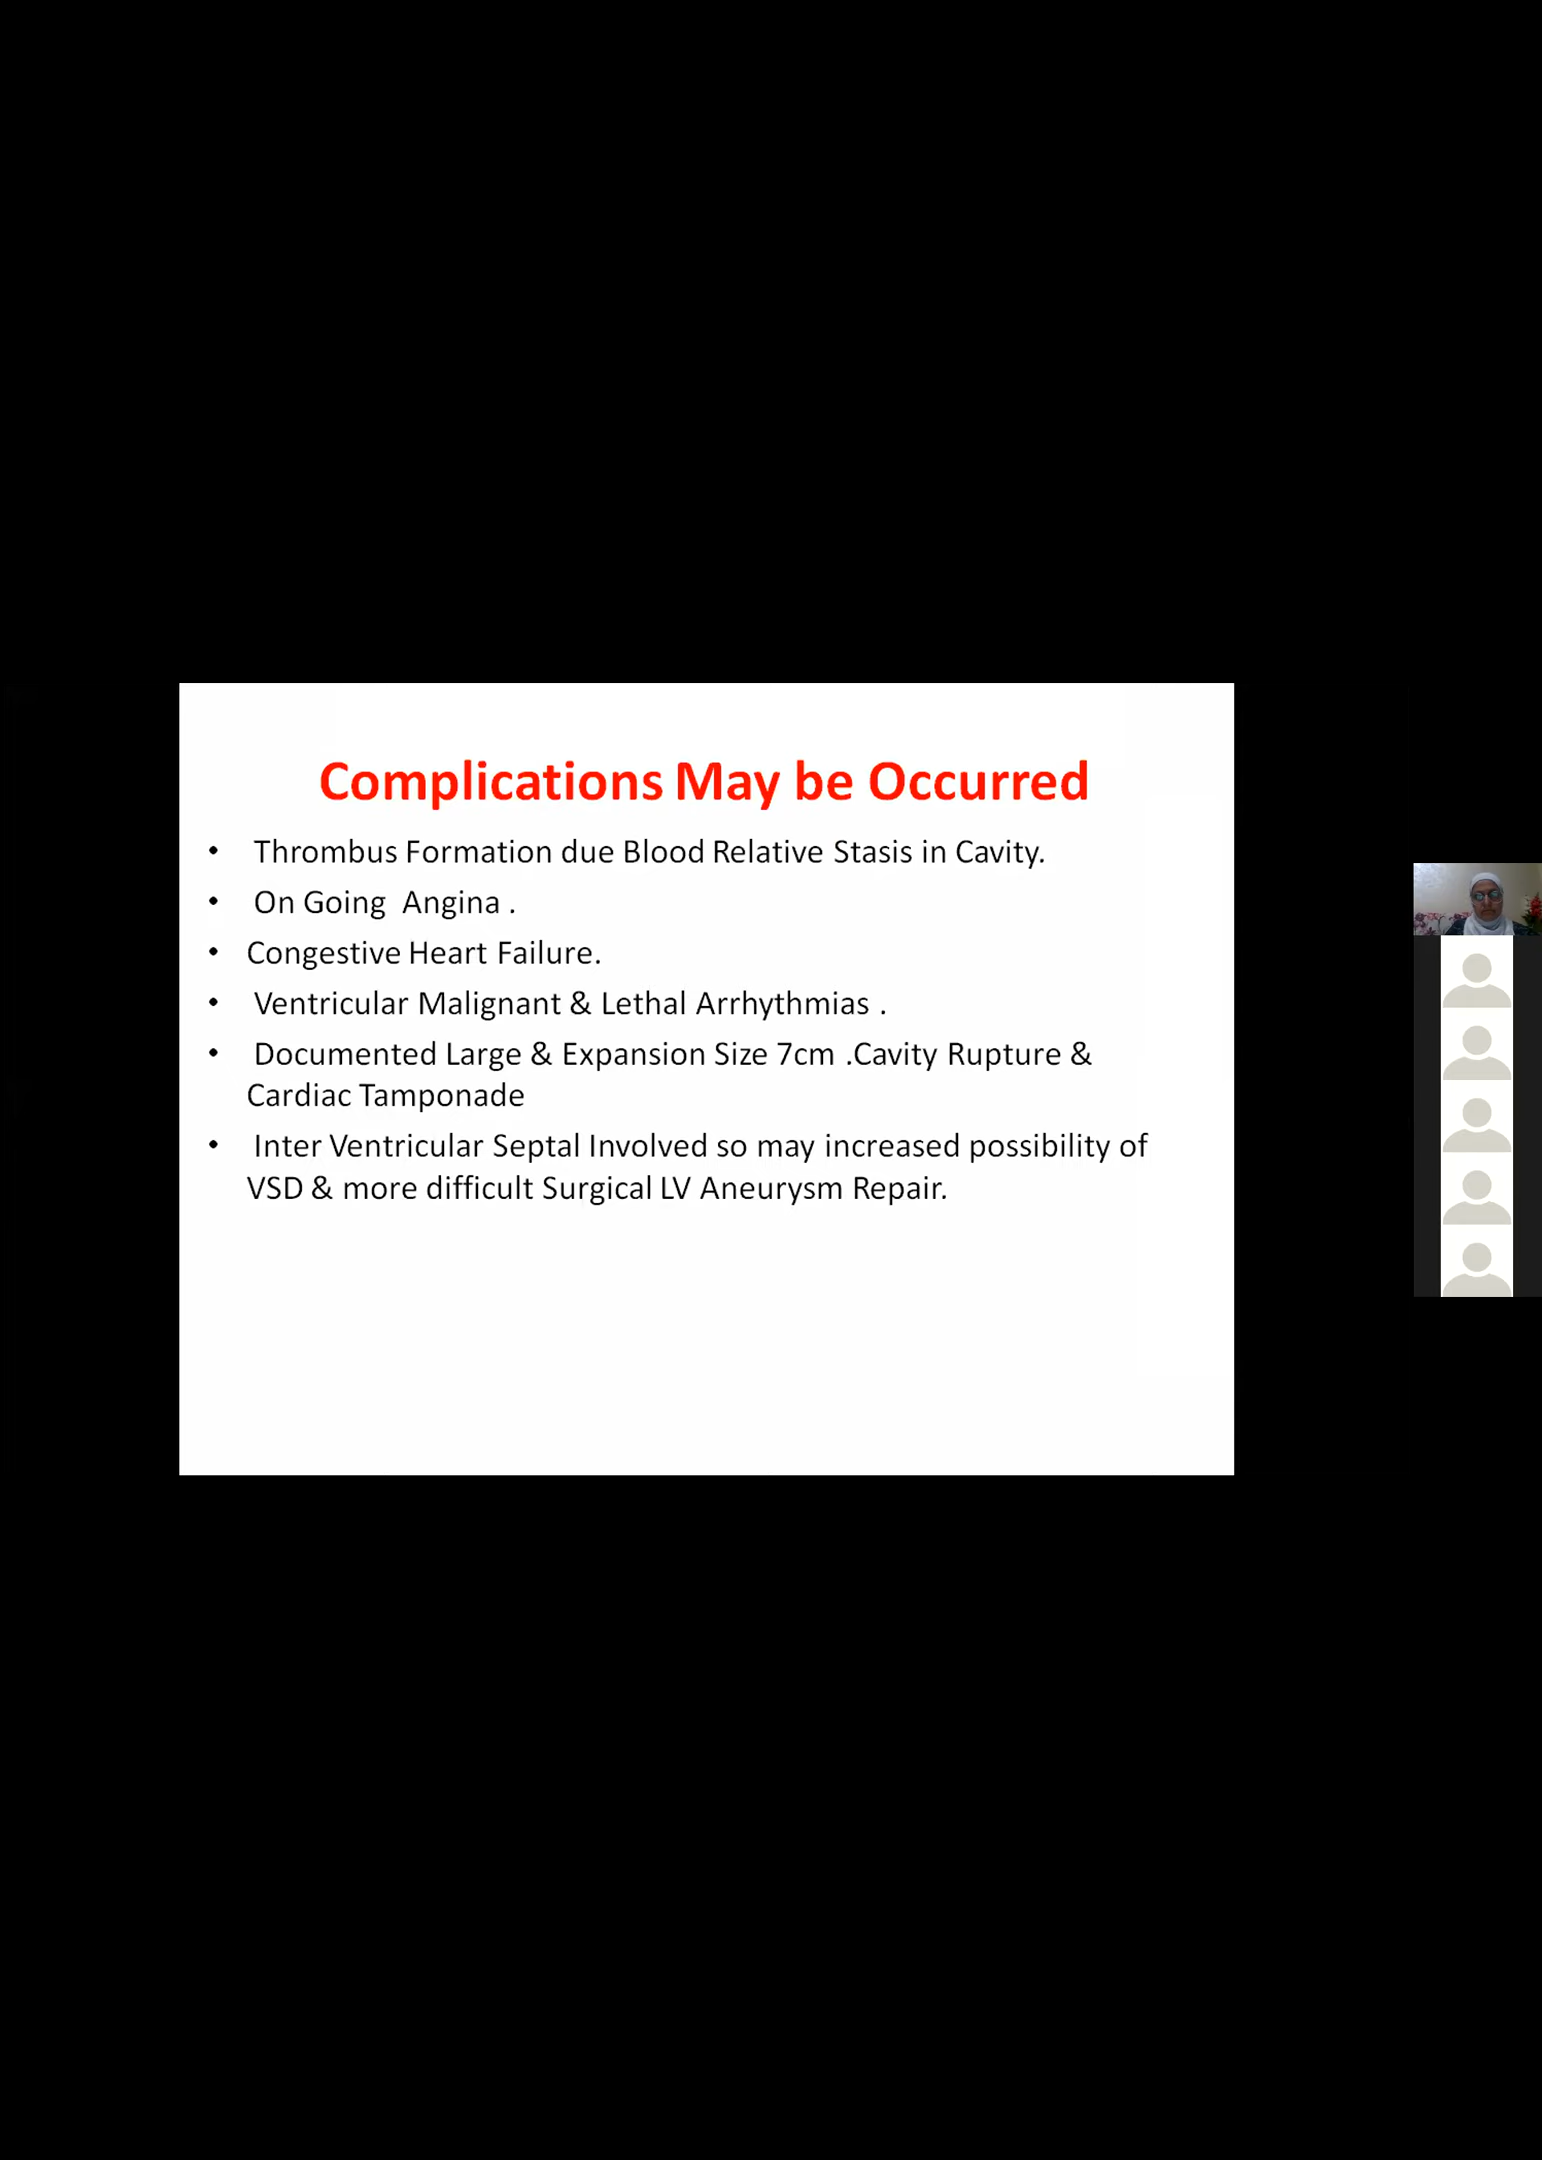 Complications May be Occurred
• Thrombus Formation due Blood Relative Stasis in Cavity.
• On Going Angina .
• Congestive Heart Failure.
• Ventricular Malignant & Lethal Arrhythmias .
• Documented Large & Expansion Size 7cm .Cavity Rupture &
Cardiac Tamponade
• Inter Ventricular Septal Involved so may increased possibility of
VSD & more difficult Surgical LV Aneurysm Repair.